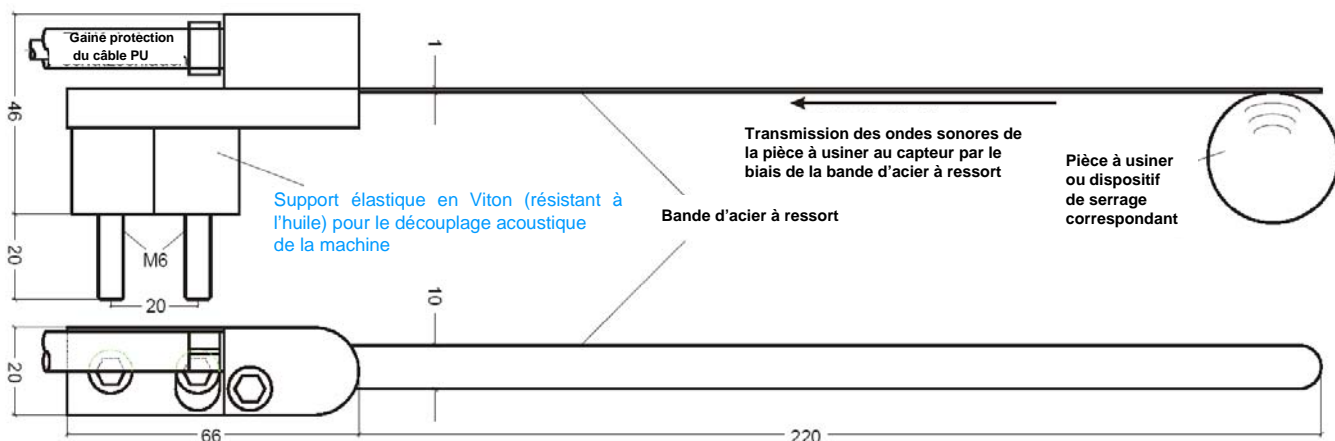 Gainé protection
du câble PU
1
46
Transmission des ondes sonores de
la pièce à usiner au capteur par le
biais de la bande d'acier à ressort
Pièce à usiner
ou dispositif
de serrage
correspondant
Support élastique en Viton (résistant à
l'huile) pour le découplage acoustique
de la machine
Bande d'acier à ressort
20
M6
20
10
20
66
220